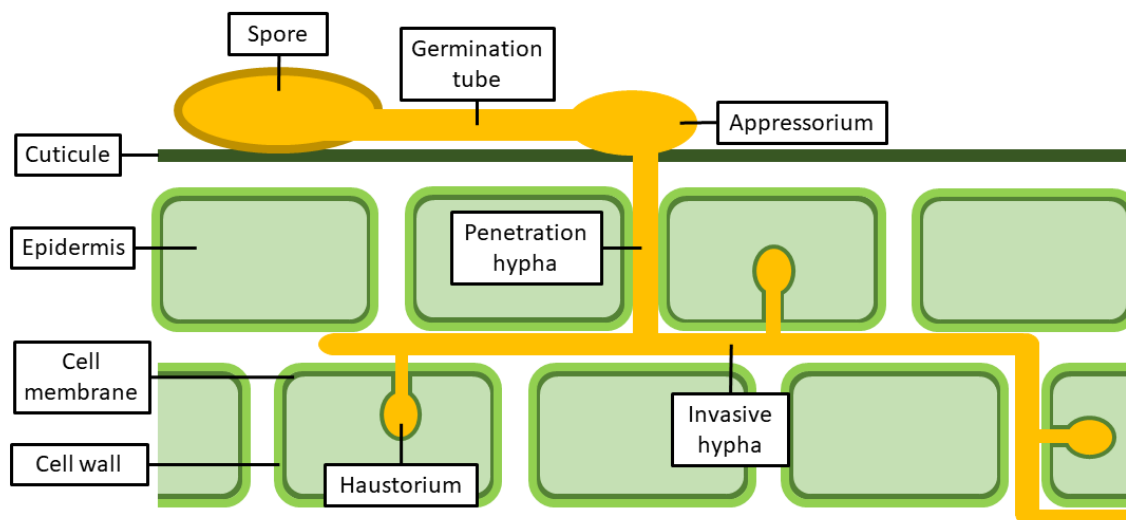 Spore
Germination
tube
Appressorium
Cuticule
Epidermis
Penetration
hypha
Cell
membrane
Invasive
hypha
Cell wall
Haustorium